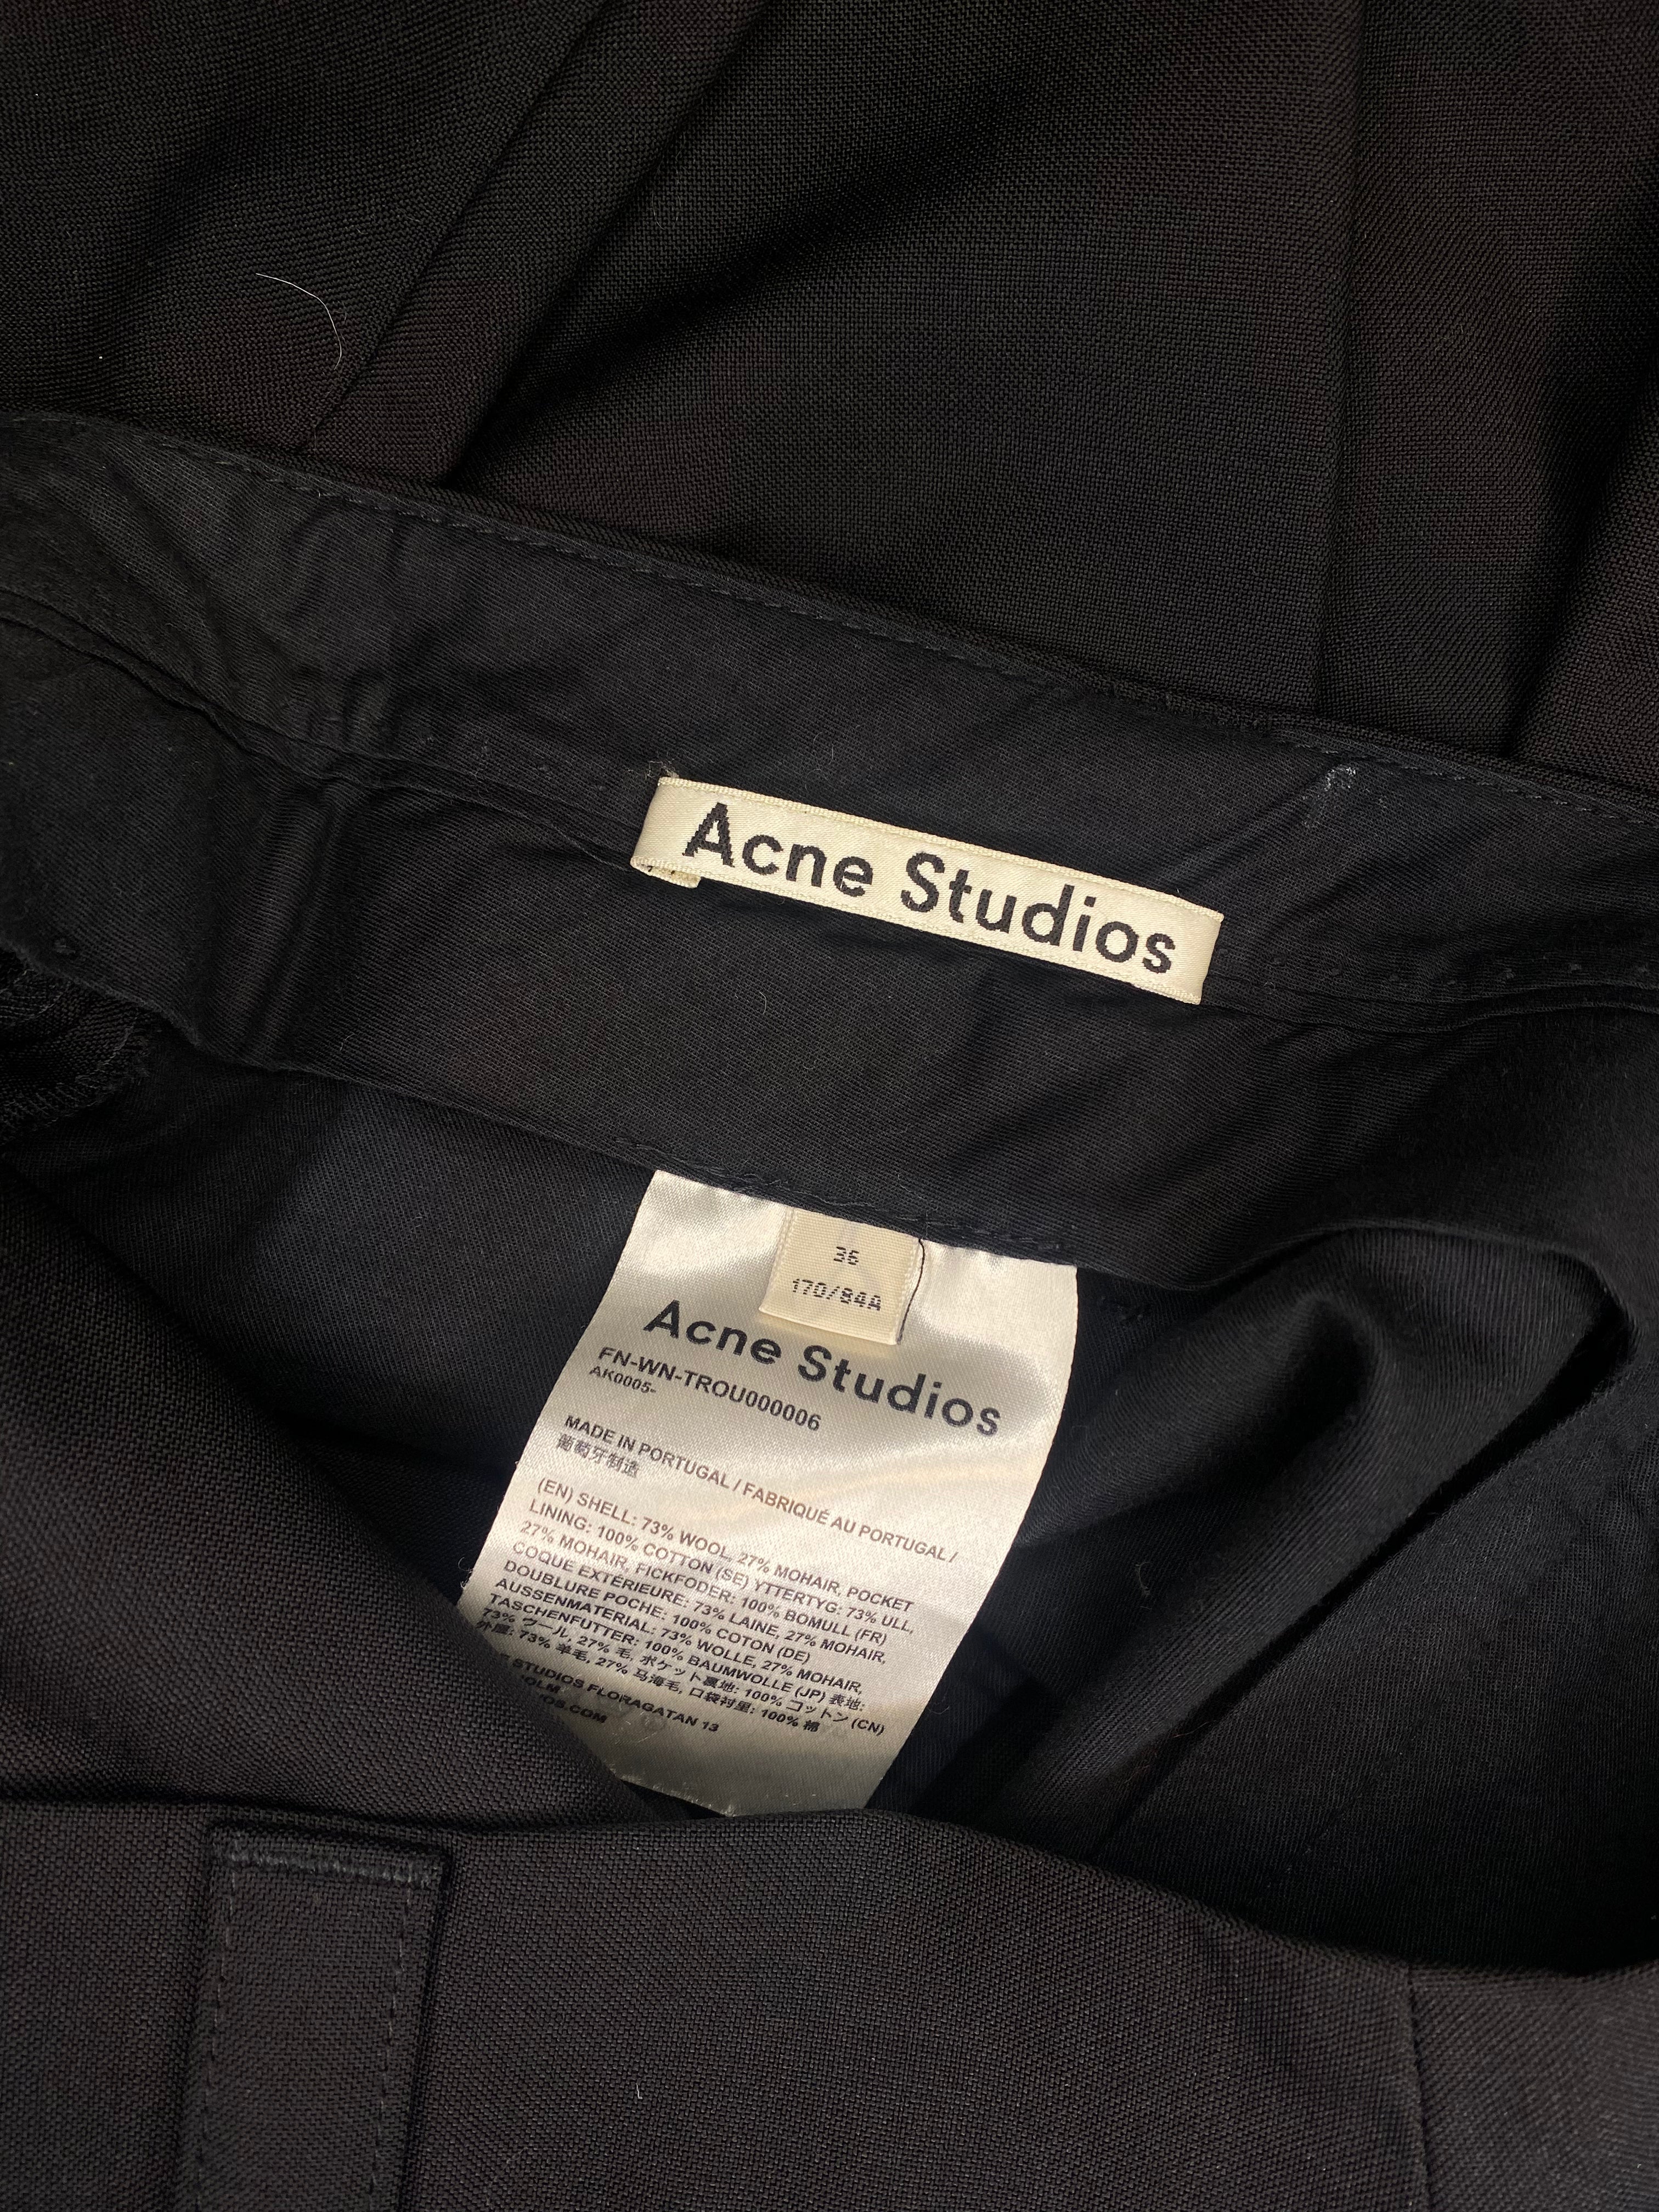 Acne Studios
36
170/84A
Acne Studios
FN-WN-TROU000006
AK0005-
MADE IN PORTUGAL / FABRIQUÉ AU PORTUGAL /
葡萄牙制造
(EN) SHELL: 73% WOOL, 27% MOHAIR, POCKET
LINING: 100% COTTON (SE) YTTERTYG: 73% ULL,
27% MOHAIR, FICKFODER: 100% BOMULL (FR)
COQUE EXTÉRIEURE: 73% LAINE, 27% MOHAIR,
DOUBLURE POCHE: 100% COTON (DE)
AUSSENMATERIAL: 73% WOLLE, 27% MOHAIR,
TASCHENFUTTER: 100% BAUMWOLLE (JP) 表地:
73% ウール, 27% 毛, ポケット裏地: 100% コットン (CN)
外层: 73% 羊毛, 27% 马海毛, 口袋衬里: 100% 棉
STUDIOS FLORAGATAN 13